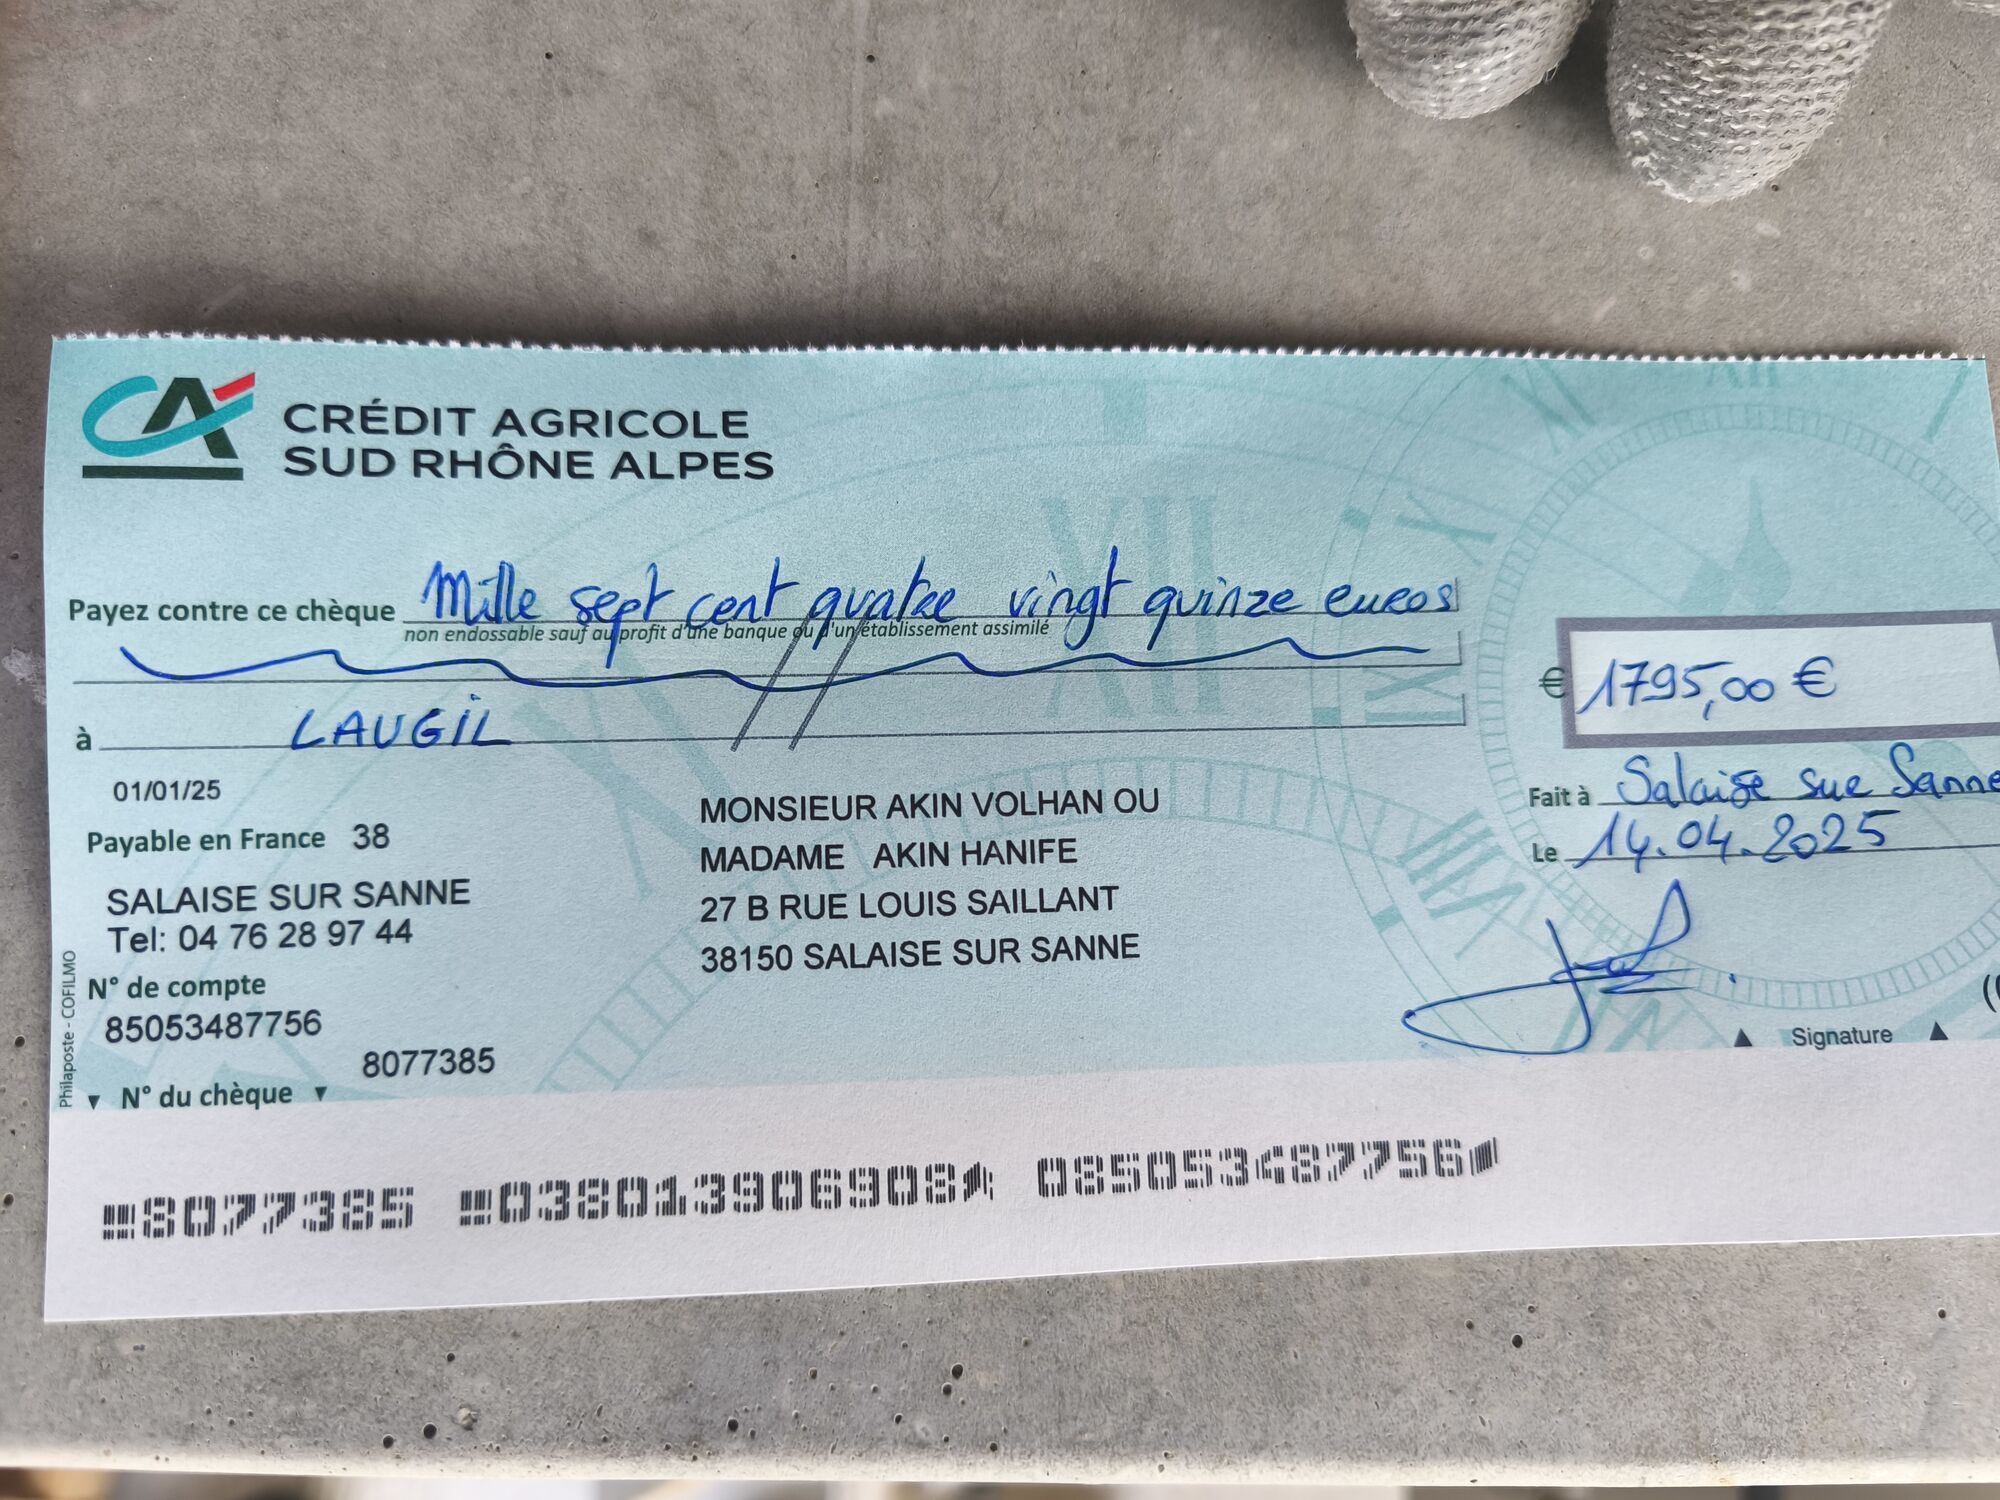 CRÉDIT AGRICOLE
SUD RHÔNE ALPES
Payez contre ce chèque Mille sept cent quatre vingt quinze euros
non endossable sauf au profit d'une banque ou d'un établissement assimilé
€ 1795,00 €
à LAUGIL
01/01/25
Payable en France 38
SALAISE SUR SANNE
Tel: 04 76 28 97 44
N° de compte
85053487756
8077385
N° du chèque
Philaposte - COFILMO
MONSIEUR AKIN VOLHAN OU
MADAME AKIN HANIFE
27 B RUE LOUIS SAILLANT
38150 SALAISE SUR SANNE
Fait à Salaise sur Sanne
Le 14.04.2025
Signature
8077385 038013906908 085053487756